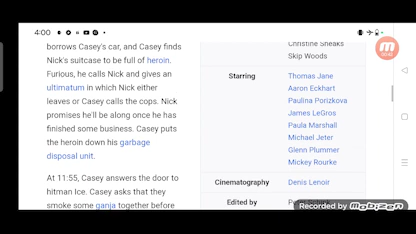 4:00
borrows Casey's car, and Casey finds
Nick's suitcase to be full of heroin.
Furious, he calls Nick and gives an
ultimatum in which Nick either
leaves or Casey calls the cops. Nick
promises he'll be along once he has
finished some business. Casey puts
the heroin down his garbage
disposal unit.
At 11:55, Casey answers the door to
hitman Ice. Casey asks that they
smoke some ganja together before
Christine Sheaks
Skip Woods
Starring
Thomas Jane
Aaron Eckhart
Paulina Porizkova
James LeGros
Paula Marshall
Michael Jeter
Glenn Plummer
Mickey Rourke
Cinematography
Denis Lenoir
Edited by
Recorded by Mobizen